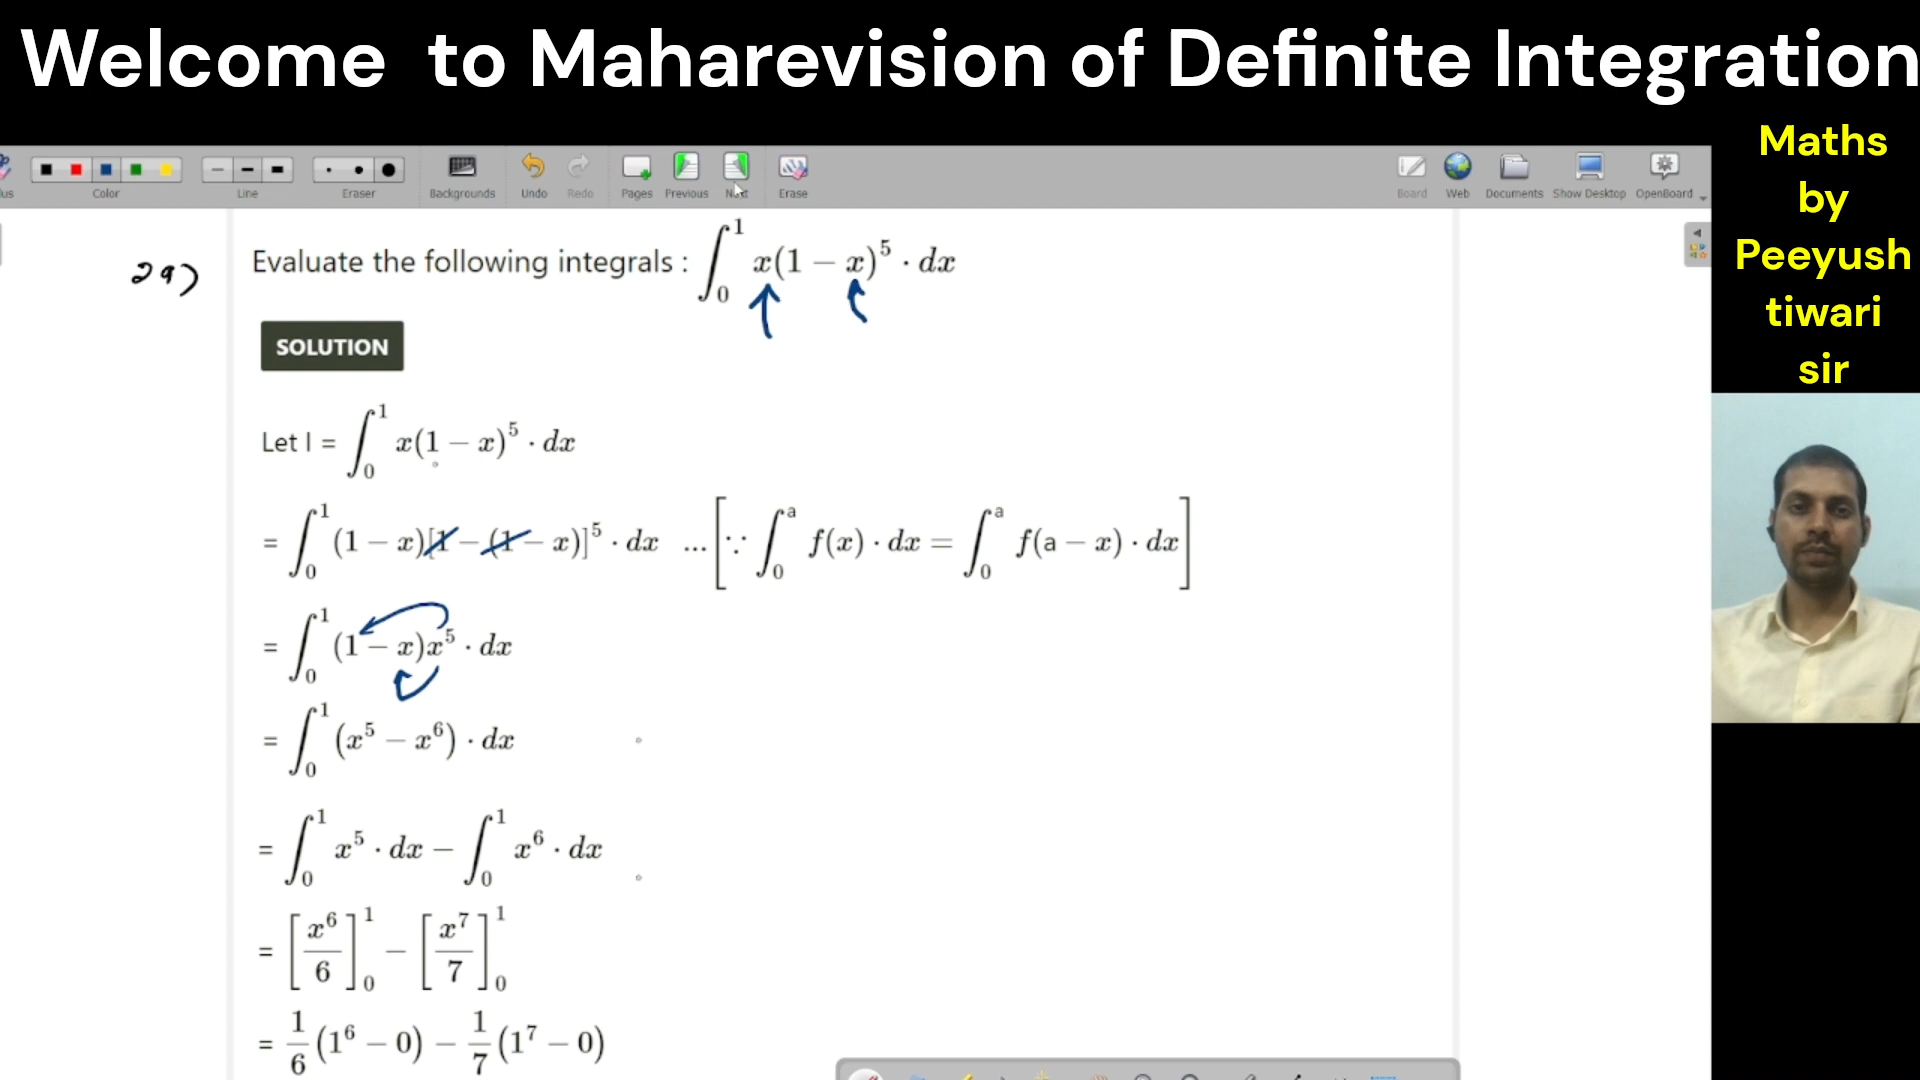 Welcome to Maharevision of Definite Integration
Maths
by
Peeyush
tiwari
sir
Color Line Eraser Backgrounds Undo Redo Pages Previous Next Erase Board Web Documents Show Desktop OpenBoard
29) Evaluate the following integrals : ∫₀¹ x(1 − x)⁵ · dx
SOLUTION
Let I = ∫₀¹ x(1 − x)⁵ · dx
= ∫₀¹ (1 − x)[1 − (1 − x)]⁵ · dx ...[∵ ∫₀ᵃ f(x) · dx = ∫₀ᵃ f(a − x) · dx]
= ∫₀¹ (1 − x)x⁵ · dx
= ∫₀¹ (x⁵ − x⁶) · dx
= ∫₀¹ x⁵ · dx − ∫₀¹ x⁶ · dx
= [x⁶/6]₀¹ − [x⁷/7]₀¹
= 1/6 (1⁶ − 0) − 1/7 (1⁷ − 0)